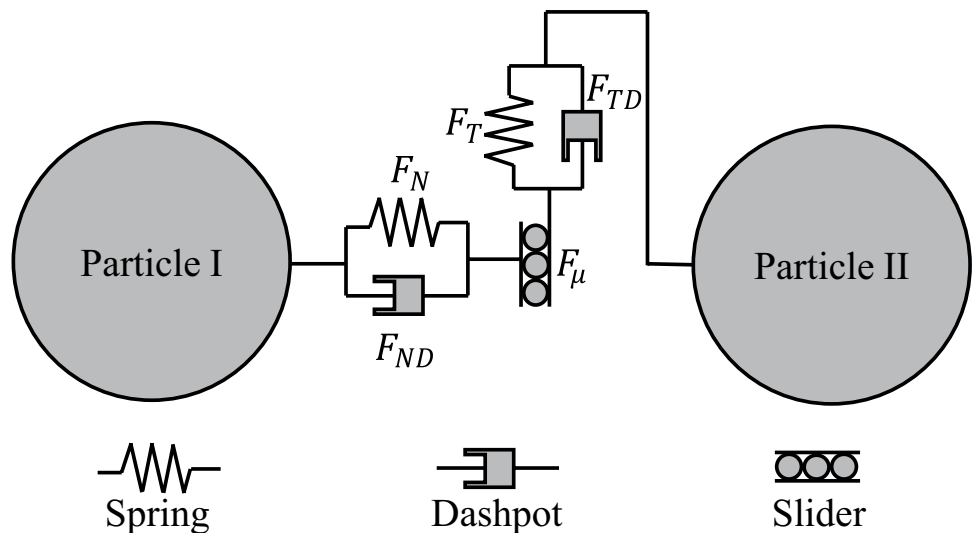 F_TD
F_T
F_N
Particle I
F_μ
Particle II
F_ND
Spring
Dashpot
Slider